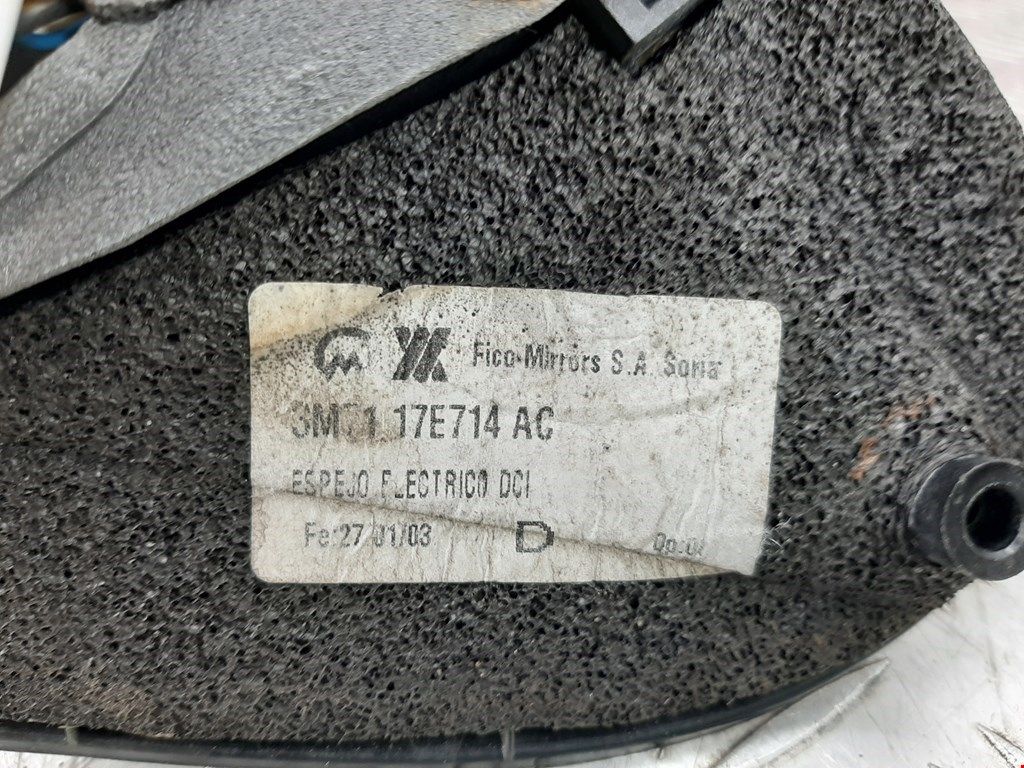 Fico Mirrors S.A. Soria
17E714 AC
ESPEJO ELECTRICO DCI
Fe:27 01/03 D